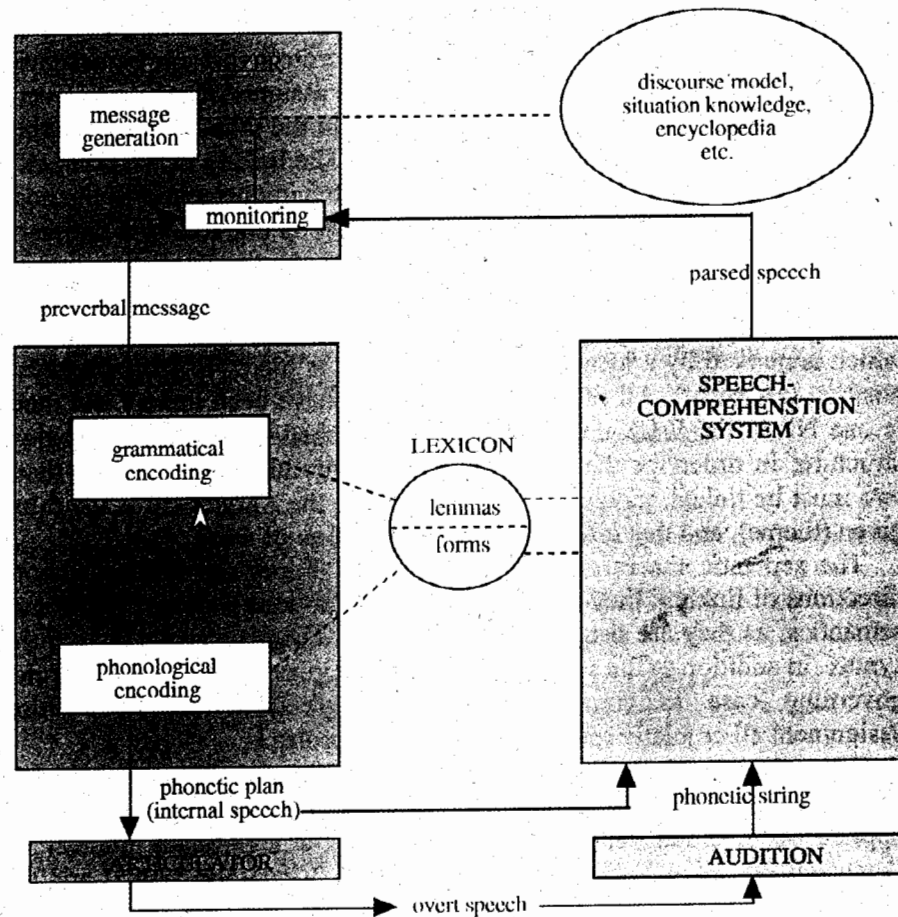 message
generation
discourse model,
situation knowledge,
encyclopedia
etc.
monitoring
parsed speech
preverbal message
SPEECH-
COMPREHENSTION
SYSTEM
grammatical
encoding
LEXICON
lemmas
forms
phonological
encoding
phonetic plan
(internal speech)
phonetic string
AUDITION
overt speech